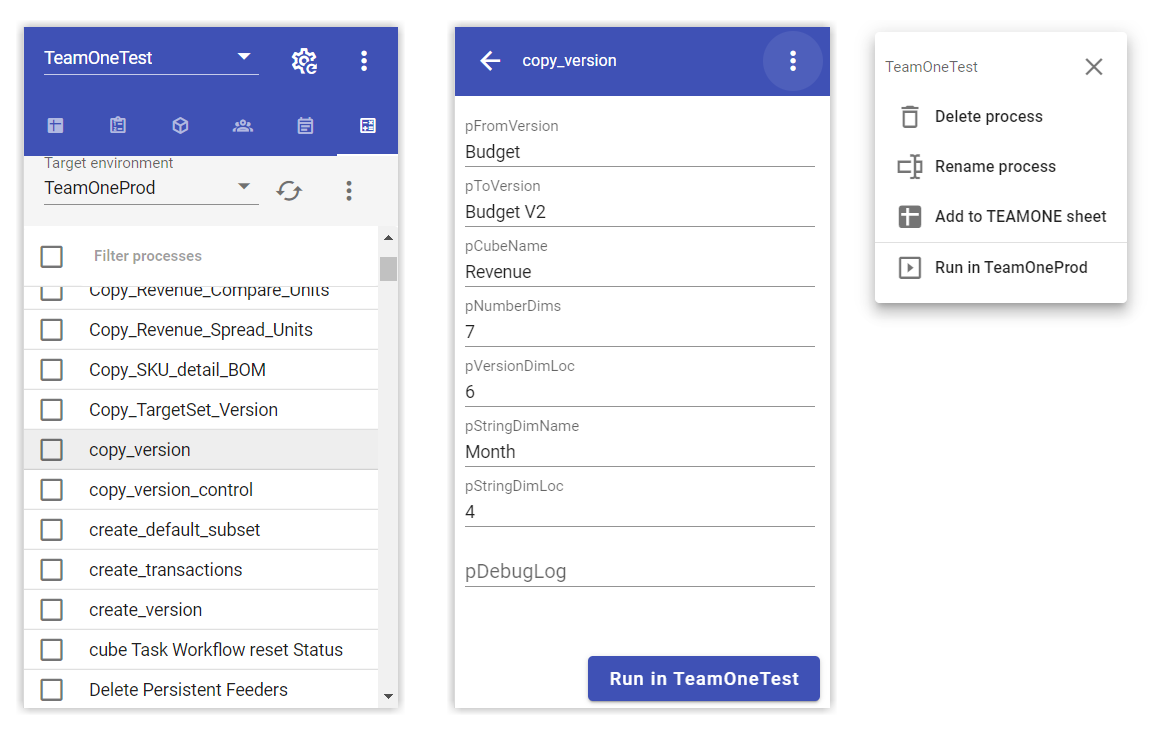 TeamOneTest
Target environment
TeamOneProd
Filter processes
Copy_Revenue_Compare_Units
Copy_Revenue_Spread_Units
Copy_SKU_detail_BOM
Copy_TargetSet_Version
copy_version
copy_version_control
create_default_subset
create_transactions
create_version
cube Task Workflow reset Status
Delete Persistent Feeders
copy_version
pFromVersion
Budget
pToVersion
Budget V2
pCubeName
Revenue
pNumberDims
7
pVersionDimLoc
6
pStringDimName
Month
pStringDimLoc
4
pDebugLog
Run in TeamOneTest
TeamOneTest
Delete process
Rename process
Add to TEAMONE sheet
Run in TeamOneProd